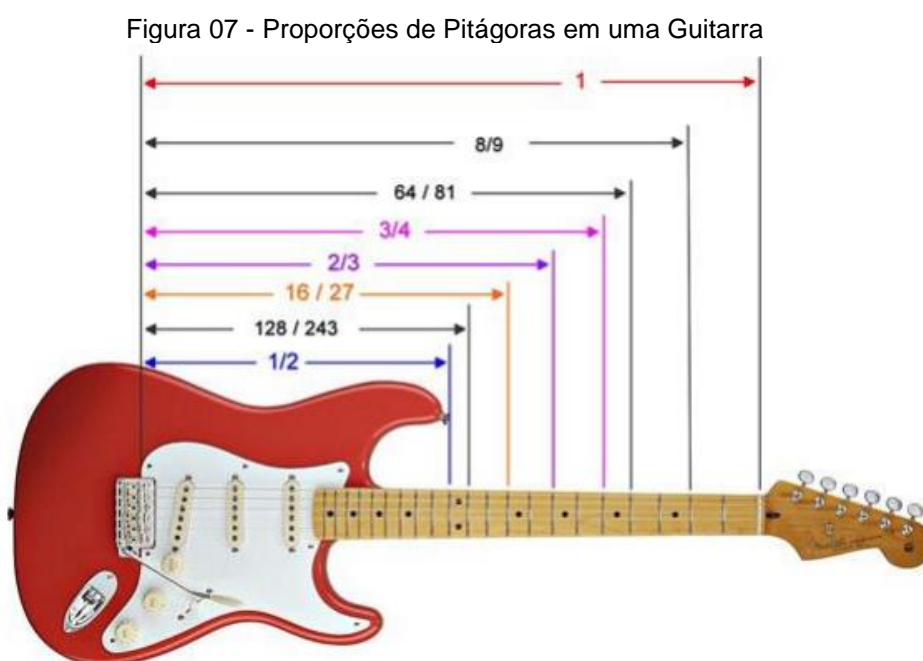 Figura 07 - Proporções de Pitágoras em uma Guitarra
1
8/9
64 / 81
3/4
2/3
16 / 27
128 / 243
1/2